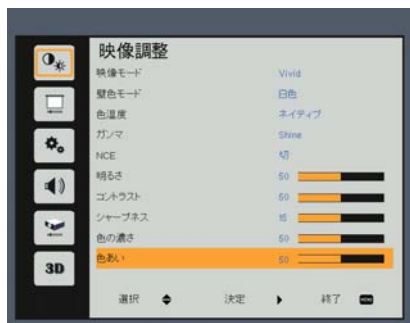 映像調整
映像モード Vivid
壁色モード 白色
色温度 ネイティブ
ガンマ Shine
NCE 切
明るさ 50
コントラスト 50
シャープネス 15
色の濃さ 50
色あい 50
3D
選択 決定 終了 MENU